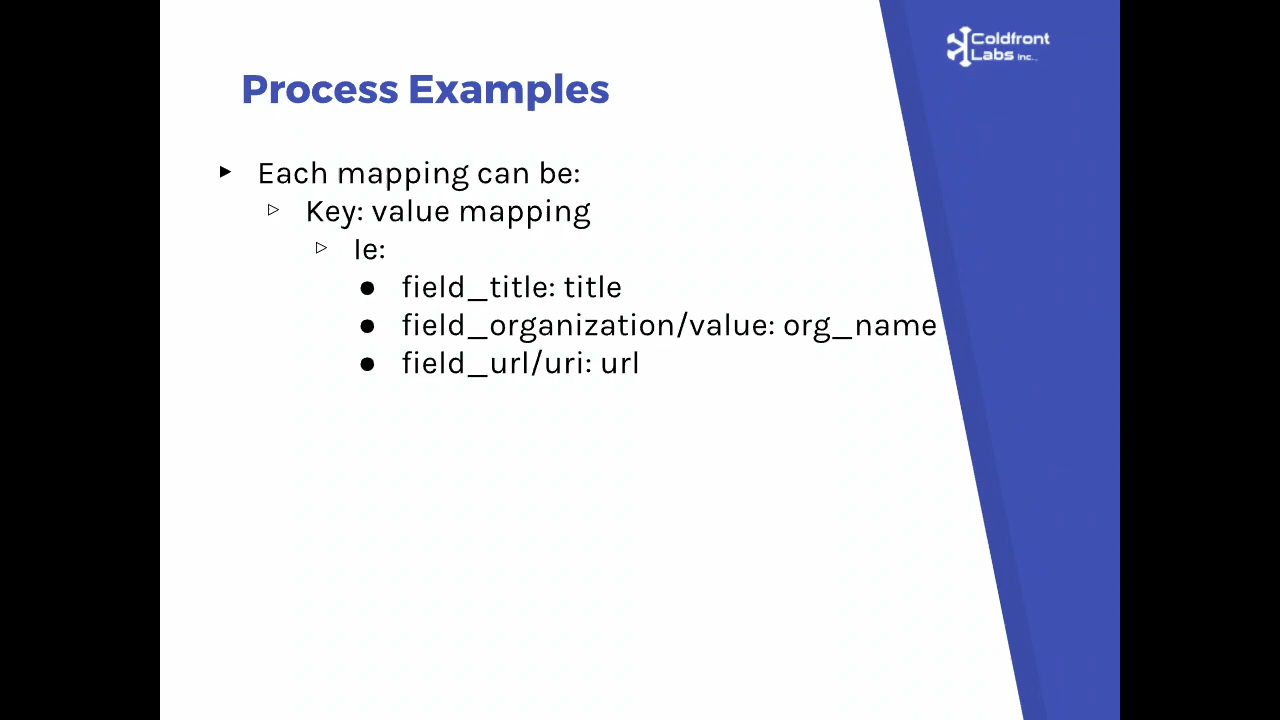 Coldfront
Labs Inc.
Process Examples
Each mapping can be:
Key: value mapping
Ie:
field_title: title
field_organization/value: org_name
field_url/uri: url